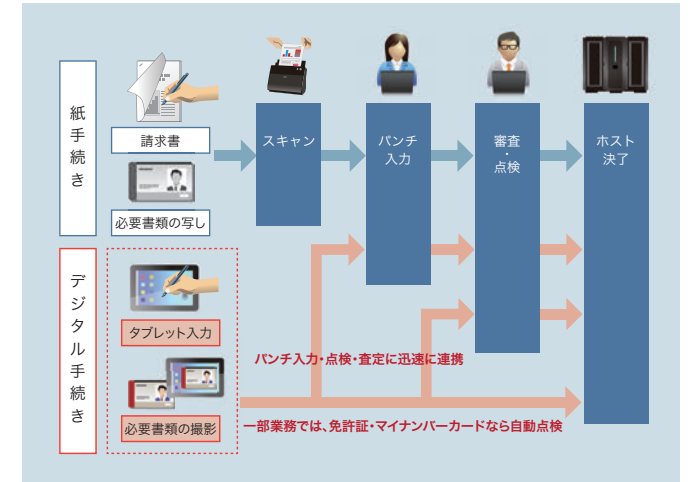 紙手続き
請求書
必要書類の写し
スキャン
パンチ
入力
審査
・
点検
ホスト
決了
デジタル手続き
タブレット入力
必要書類の撮影
パンチ入力・点検・査定に迅速に連携
一部業務では、免許証・マイナンバーカードなら自動点検